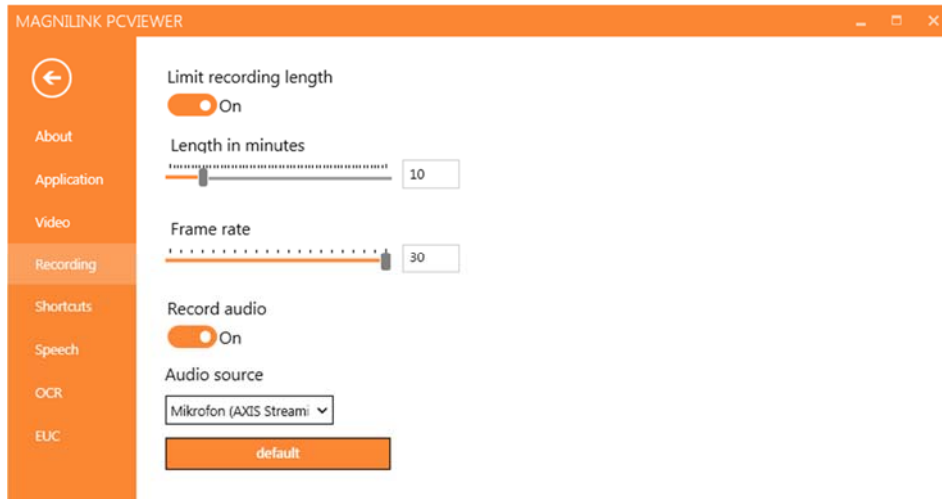 MAGNILINK PCVIEWER
About
Application
Video
Recording
Shortcuts
Speech
OCR
EUC
Limit recording length
On
Length in minutes
10
Frame rate
30
Record audio
On
Audio source
Mikrofon (AXIS Streami
default